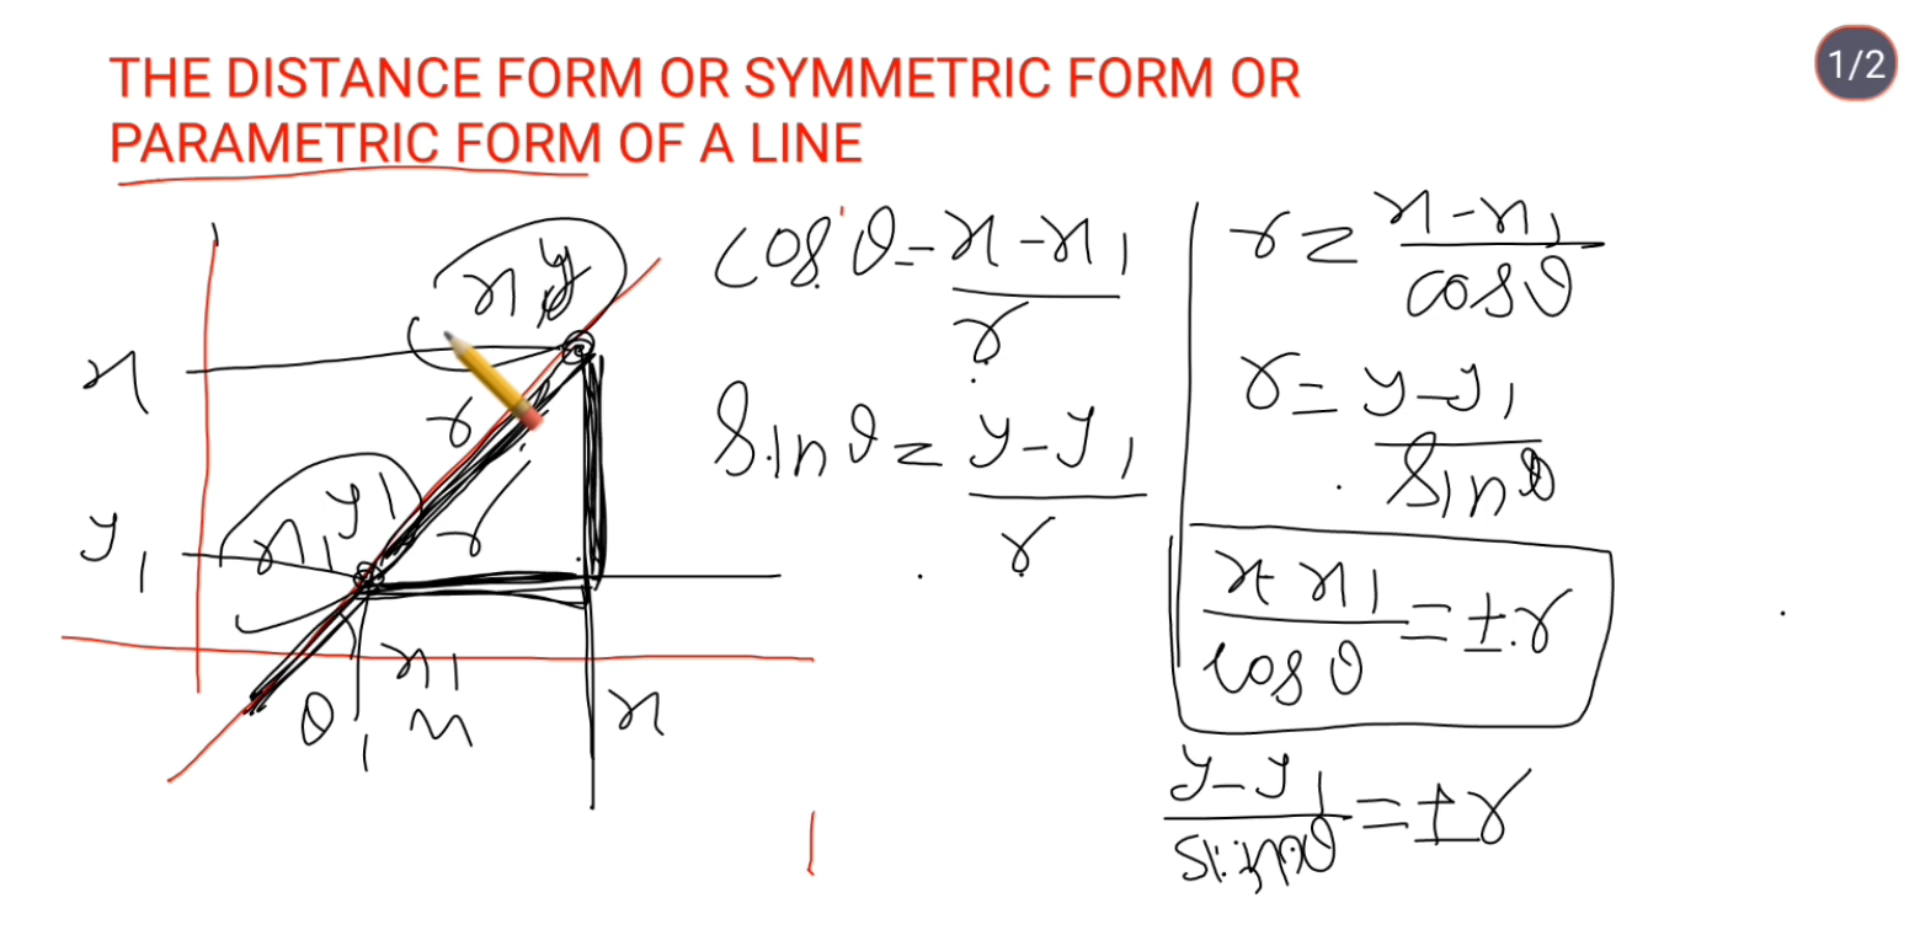 THE DISTANCE FORM OR SYMMETRIC FORM OR
PARAMETRIC FORM OF A LINE
1/2
x y
x
r
x1 y1
y1
r
θ
x1
x
cos θ = x - x1
r
sin θ = y - y1
r
r = x - x1
cos θ
r = y - y1
sin θ
x - x1 = ± r
cos θ
y - y1 = ± r
sin θ